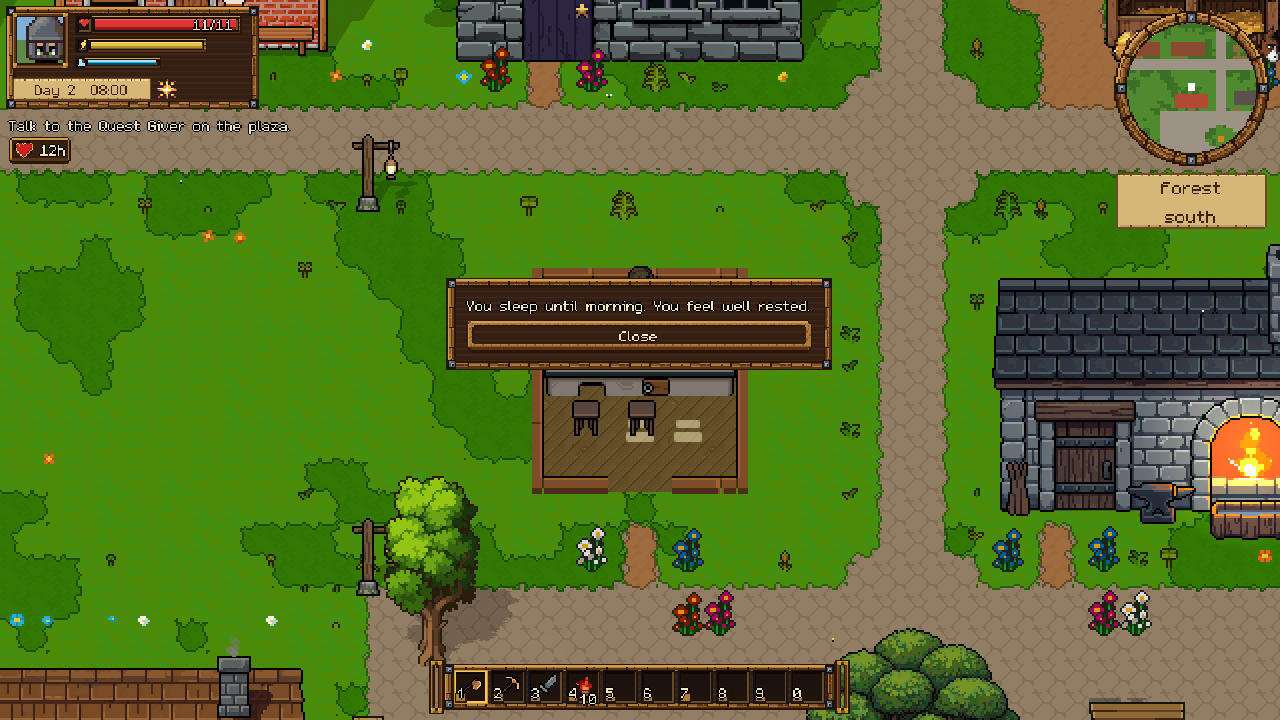 11/11
Day 2 08:00
Talk to the Quest Giver on the plaza.
12h
Forest
south
You sleep until morning. You feel well rested.
Close
1 2 3 4 10 5 6 7 8 9 0